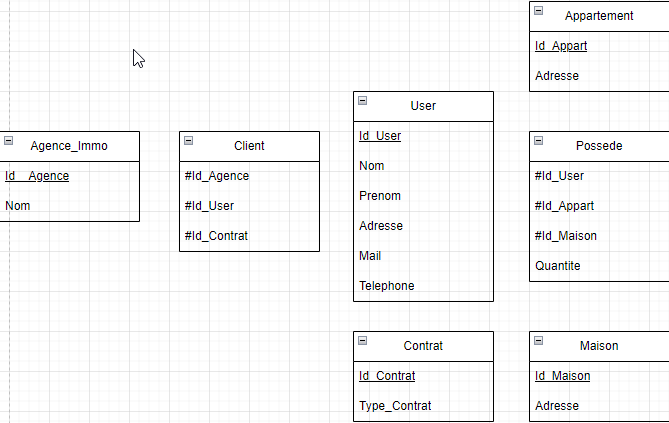 Appartement
Id_Appart
Adresse
User
Id_User
Nom
Prenom
Adresse
Mail
Telephone
Agence_Immo
Id__Agence
Nom
Client
#Id_Agence
#Id_User
#Id_Contrat
Possede
#Id_User
#Id_Appart
#Id_Maison
Quantite
Contrat
Id_Contrat
Type_Contrat
Maison
Id_Maison
Adresse